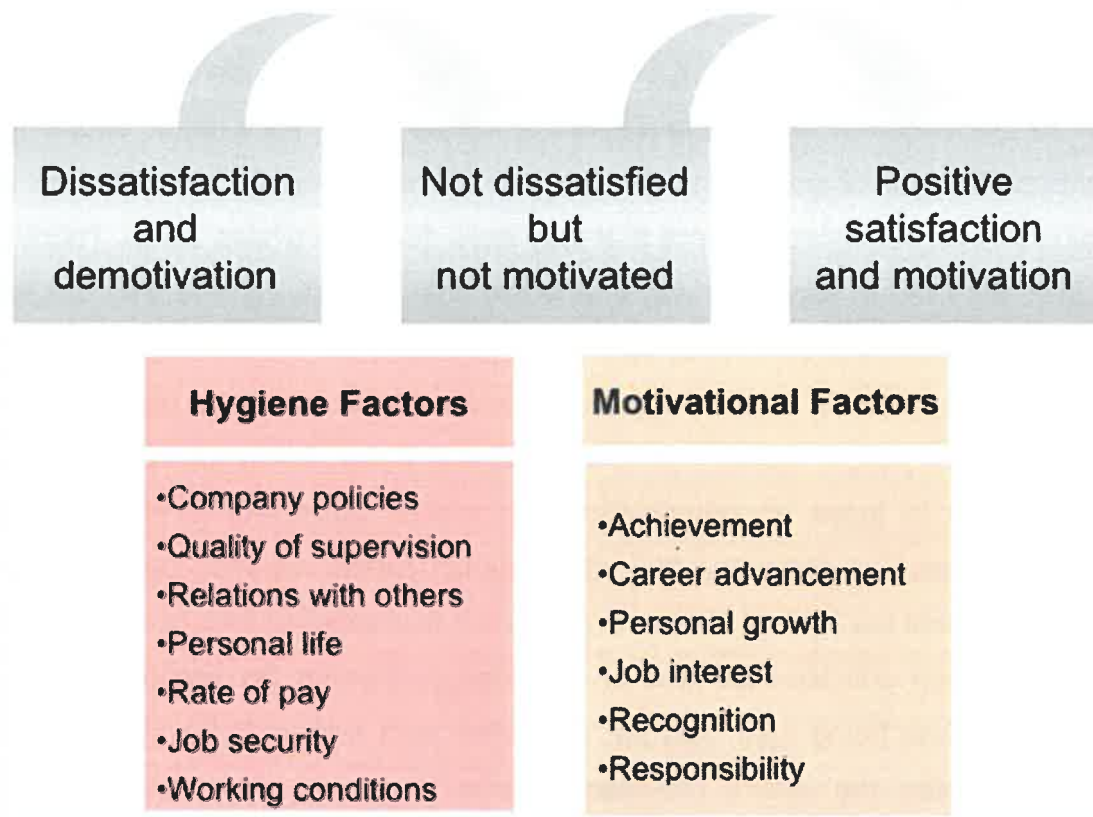 Dissatisfaction
and
demotivation
Not dissatisfied
but
not motivated
Positive
satisfaction
and motivation
Hygiene Factors
•Company policies
•Quality of supervision
•Relations with others
•Personal life
•Rate of pay
•Job security
•Working conditions
Motivational Factors
•Achievement
•Career advancement
•Personal growth
•Job interest
•Recognition
•Responsibility